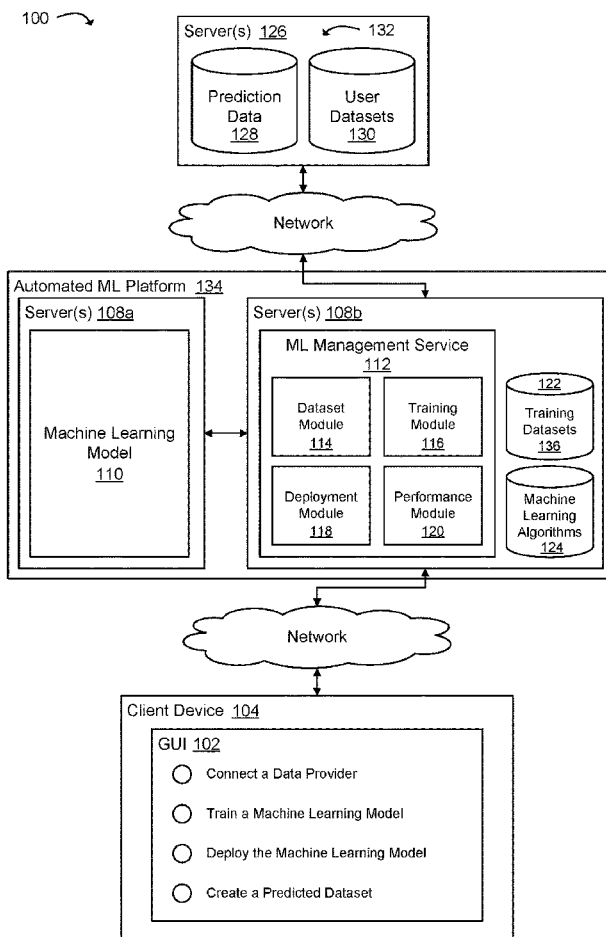 100
Server(s) 126
132
Prediction
Data
128
User
Datasets
130
Network
Automated ML Platform 134
Server(s) 108a
Machine Learning
Model
110
Server(s) 108b
ML Management Service
112
Dataset
Module
114
Training
Module
116
Deployment
Module
118
Performance
Module
120
122
Training
Datasets
136
Machine
Learning
Algorithms
124
Network
Client Device 104
GUI 102
Connect a Data Provider
Train a Machine Learning Model
Deploy the Machine Learning Model
Create a Predicted Dataset